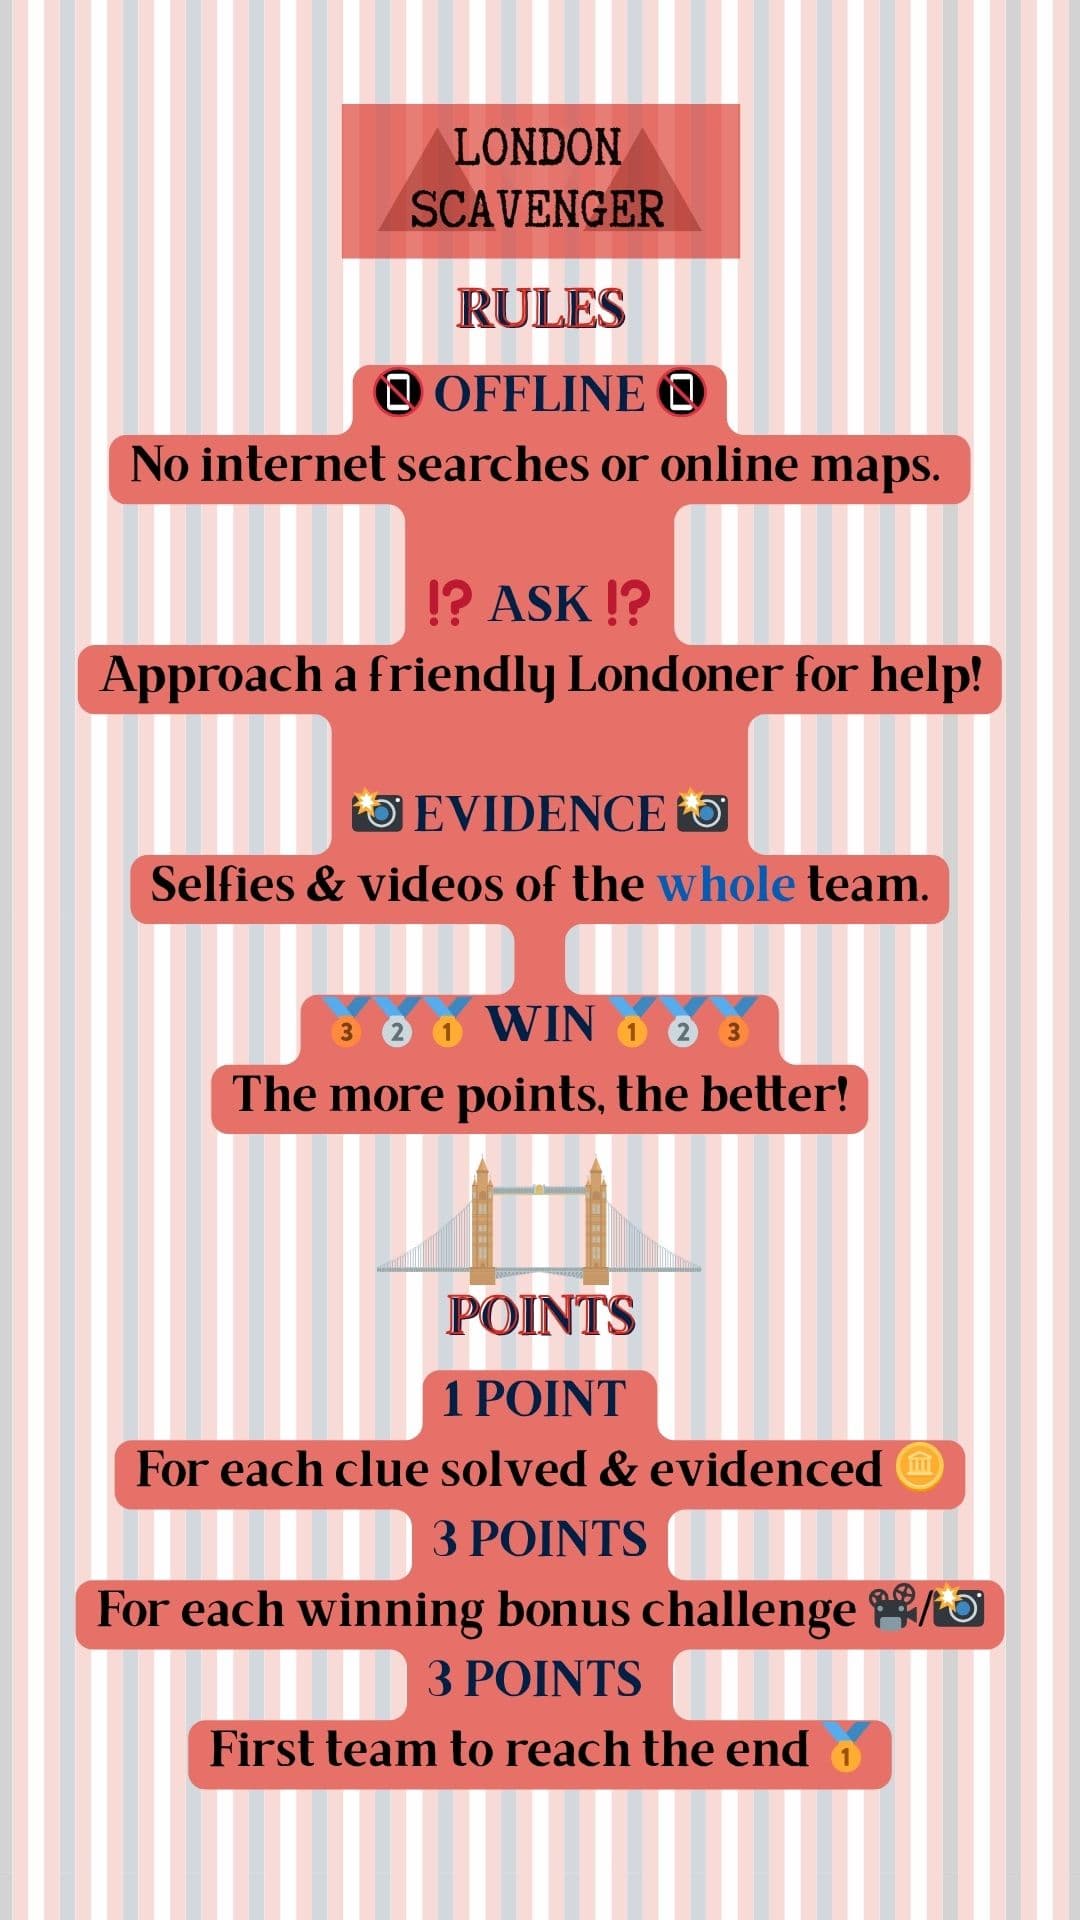 LONDON
SCAVENGER
RULES
📵 OFFLINE 📵
No internet searches or online maps.
⁉️ ASK ⁉️
Approach a friendly Londoner for help!
📸 EVIDENCE 📸
Selfies & videos of the whole team.
🥉🥈🥇 WIN 🥇🥈🥉
The more points, the better!
POINTS
1 POINT
For each clue solved & evidenced 🪙
3 POINTS
For each winning bonus challenge 📽️/📸
3 POINTS
First team to reach the end 🥇